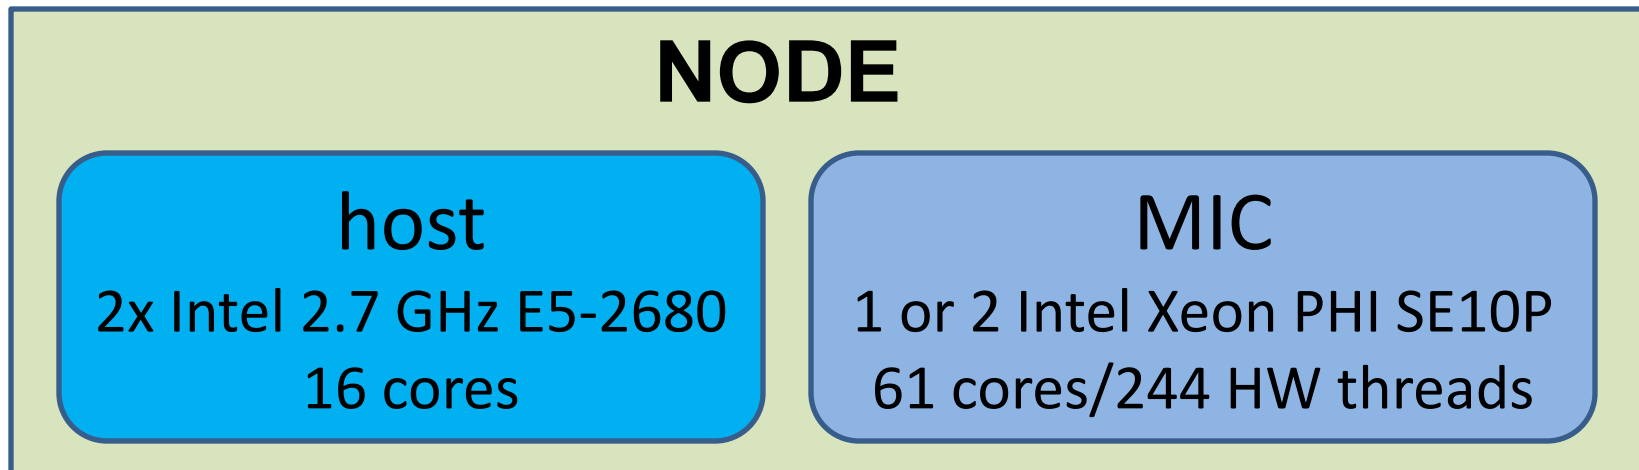 NODE
host
2x Intel 2.7 GHz E5-2680
16 cores
MIC
1 or 2 Intel Xeon PHI SE10P
61 cores/244 HW threads